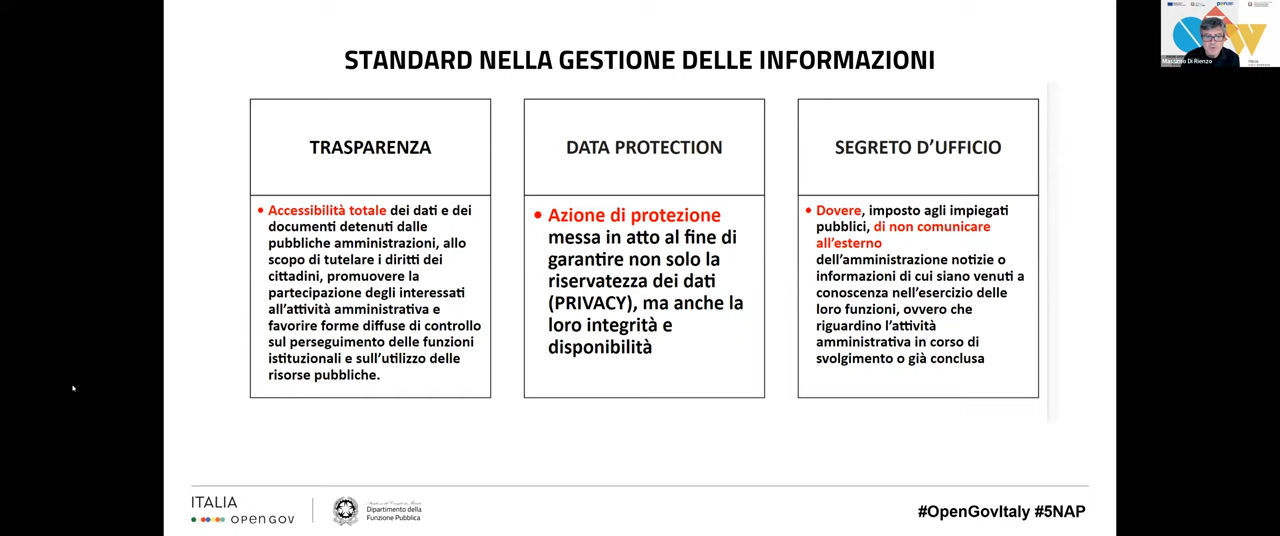 STANDARD NELLA GESTIONE DELLE INFORMAZIONI
TRASPARENZA
• Accessibilità totale dei dati e dei
documenti detenuti dalle
pubbliche amministrazioni, allo
scopo di tutelare i diritti dei
cittadini, promuovere la
partecipazione degli interessati
all'attività amministrativa e
favorire forme diffuse di controllo
sul perseguimento delle funzioni
istituzionali e sull'utilizzo delle
risorse pubbliche.
DATA PROTECTION
• Azione di protezione
messa in atto al fine di
garantire non solo la
riservatezza dei dati
(PRIVACY), ma anche la
loro integrità e
disponibilità
SEGRETO D'UFFICIO
• Dovere, imposto agli impiegati
pubblici, di non comunicare
all'esterno
dell'amministrazione notizie o
informazioni di cui siano venuti a
conoscenza nell'esercizio delle
loro funzioni, ovvero che
riguardino l'attività
amministrativa in corso di
svolgimento o già conclusa
Massimo Di Rienzo
ITALIA
OPEN GOV
Dipartimento della
Funzione Pubblica
#OpenGovItaly #5NAP